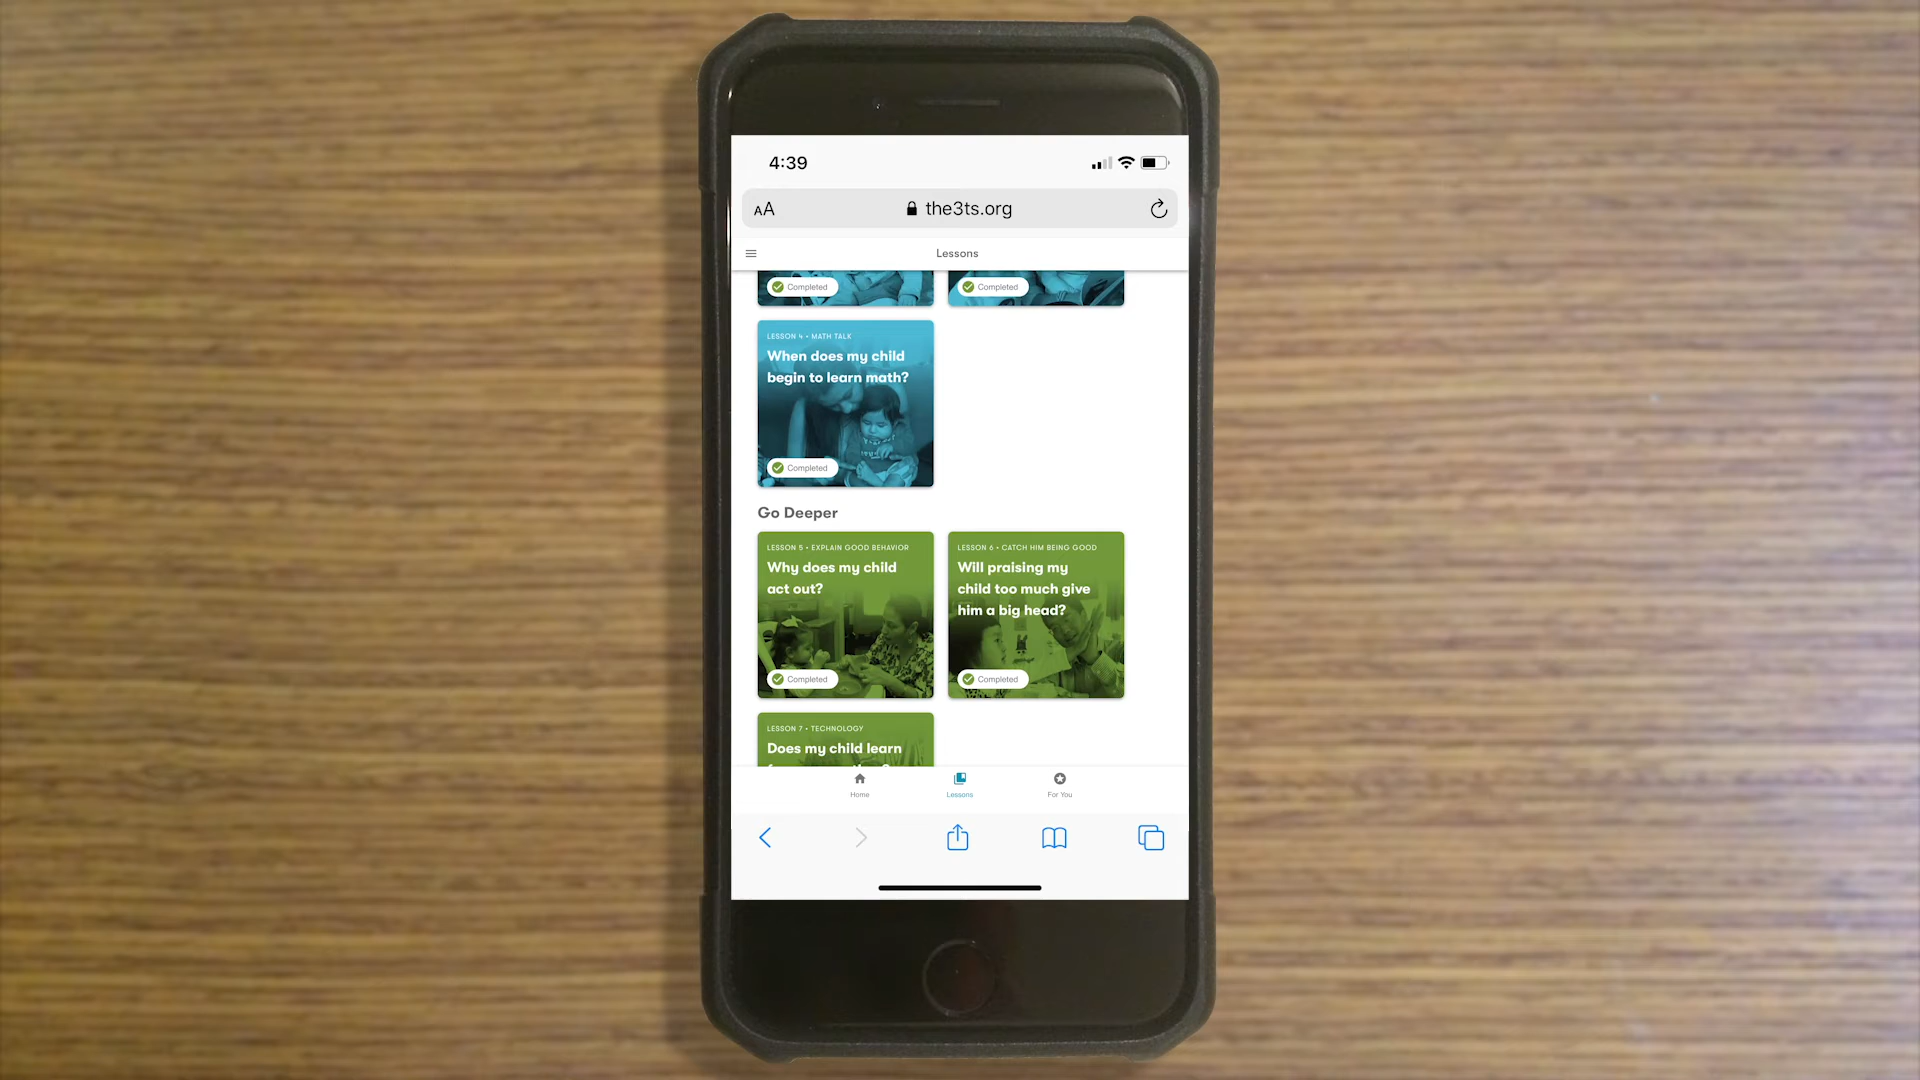 4:39
AA the3ts.org
Lessons
Completed Completed
LESSON 4 • MATH TALK
When does my child
begin to learn math?
Completed
Go Deeper
LESSON 5 • EXPLAIN GOOD BEHAVIOR
Why does my child
act out?
Completed
LESSON 6 • CATCH HIM BEING GOOD
Will praising my
child too much give
him a big head?
Completed
LESSON 7 • TECHNOLOGY
Does my child learn
Home Lessons For You